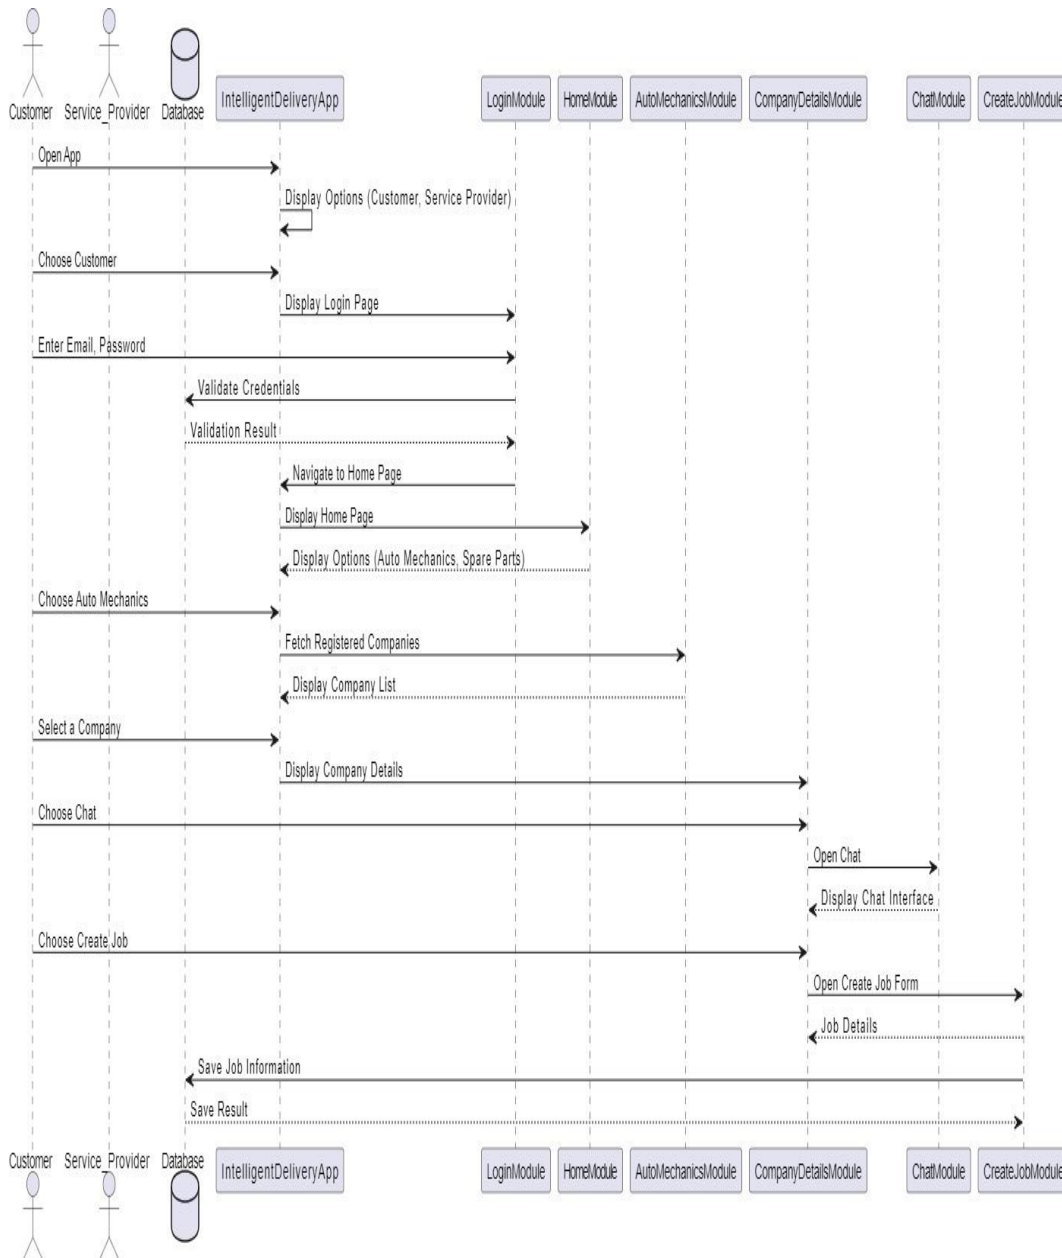 Customer Service_Provider Database IntelligentDeliveryApp LoginModule HomeModule AutoMechanicsModule CompanyDetailsModule ChatModule CreateJobModule
Open App
Display Options (Customer, Service Provider)
Choose Customer
Display Login Page
Enter Email, Password
Validate Credentials
Validation Result
Navigate to Home Page
Display Home Page
Display Options (Auto Mechanics, Spare Parts)
Choose Auto Mechanics
Fetch Registered Companies
Display Company List
Select a Company
Display Company Details
Choose Chat
Open Chat
Display Chat Interface
Choose Create Job
Open Create Job Form
Job Details
Save Job Information
Save Result
Customer Service_Provider Database IntelligentDeliveryApp LoginModule HomeModule AutoMechanicsModule CompanyDetailsModule ChatModule CreateJobModule